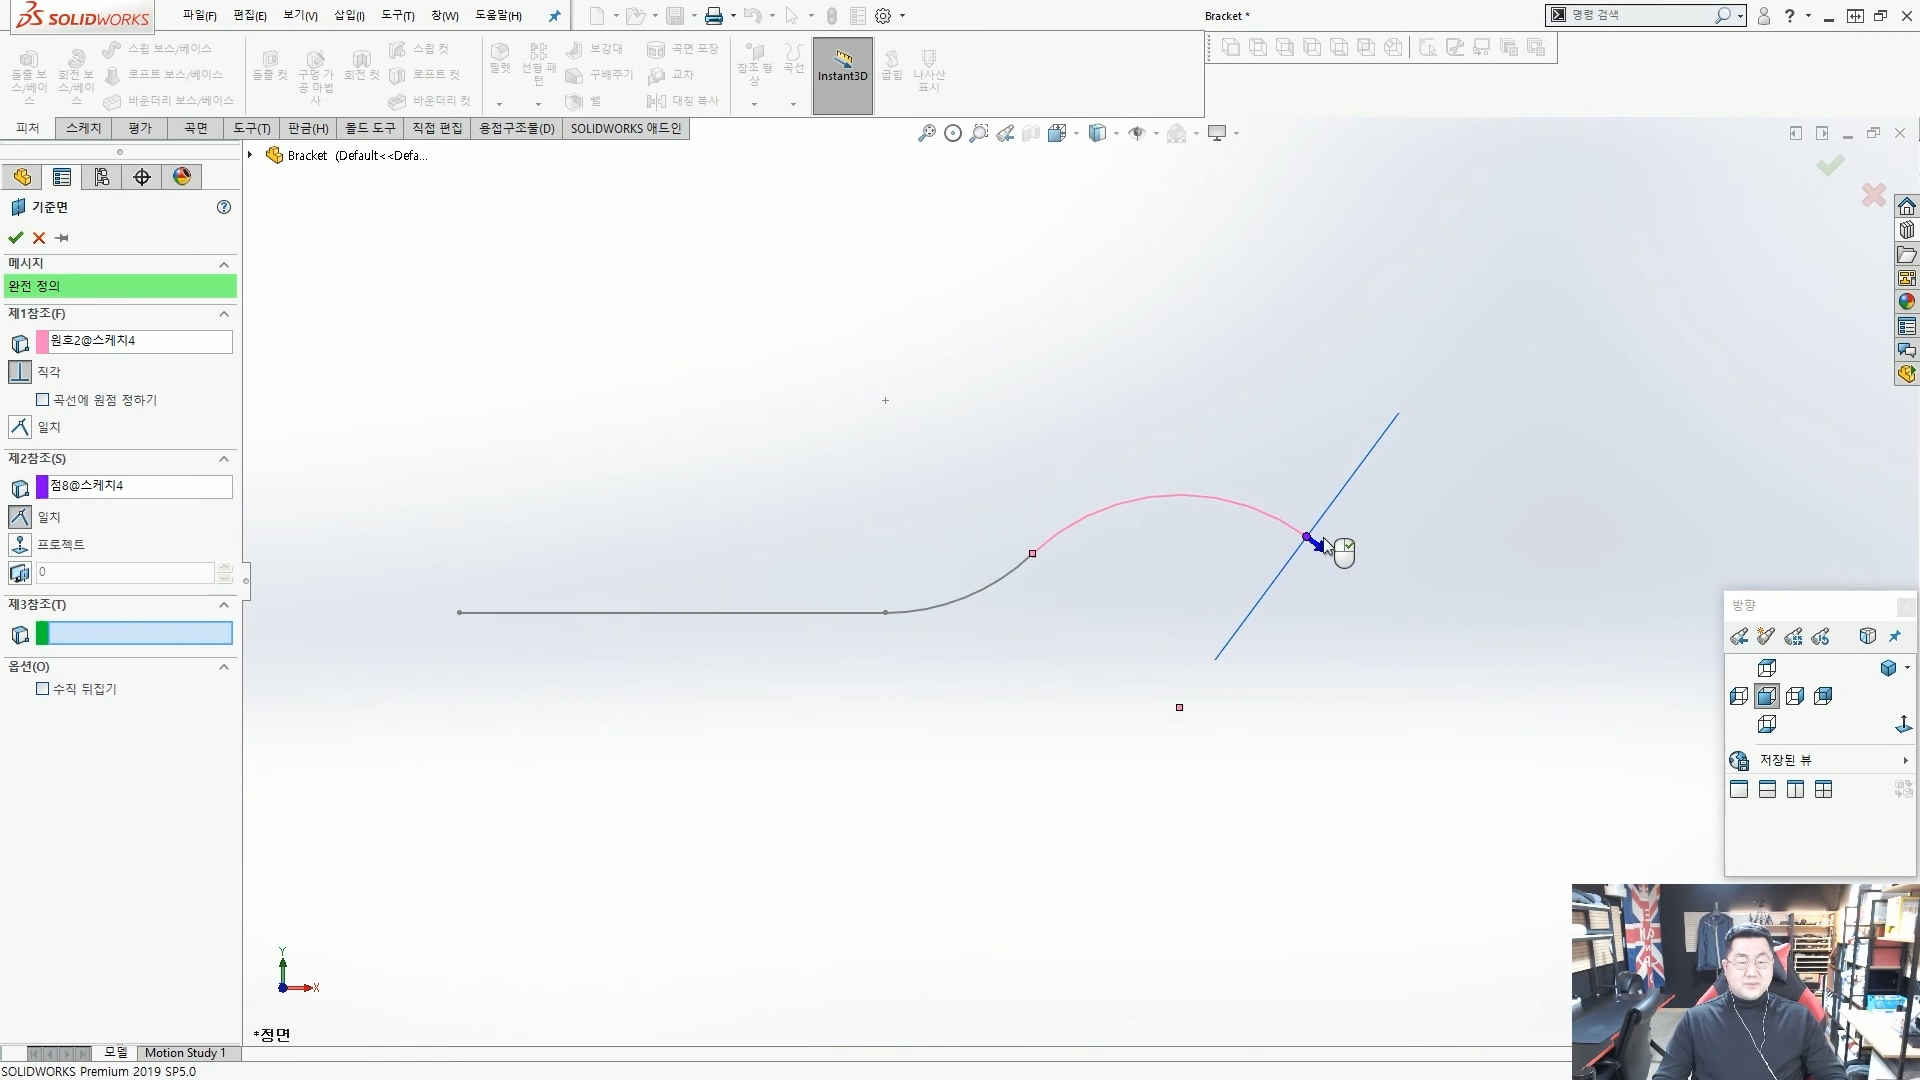 SOLIDWORKS
파일(F) 편집(E) 보기(V) 삽입(I) 도구(T) 창(W) 도움말(H)
Bracket *
명령 검색
돌출 보스/베이스
회전 보스/베이스
스윕 보스/베이스
로프트 보스/베이스
바운더리 보스/베이스
돌출 컷
구멍 가공 마법사
회전 컷
스윕 컷
로프트 컷
바운더리 컷
필렛
선형 패턴
보강대
구배주기
쉘
곡면 포장
교차
대칭 복사
참조 형상
곡선
Instant3D
굽힘
나사산 표시
피처 스케치 평가 곡면 도구(T) 판금(H) 몰드 도구 직접 편집 용접구조물(D) SOLIDWORKS 애드인
Bracket (Default<<Defa...
기준면
메시지
완전 정의
제1참조(F)
원호2@스케치4
직각
곡선에 원점 정하기
일치
제2참조(S)
점8@스케치4
일치
프로젝트
0
제3참조(T)
옵션(O)
수직 뒤집기
방향
저장된 뷰
Y
X
*정면
모델 Motion Study 1
SOLIDWORKS Premium 2019 SP5.0